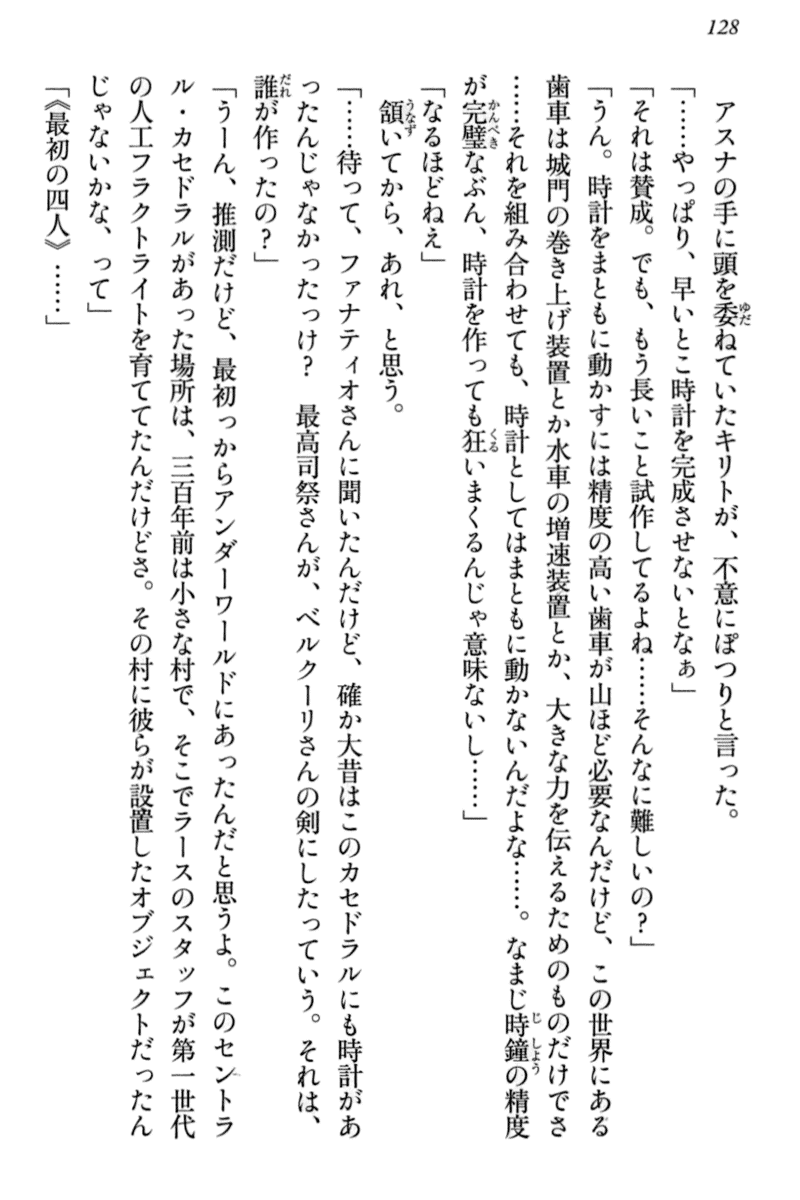 128
アスナの手に頭を委ねていたキリトが、不意にぽつりと言った。
「……やっぱり、早いとこ時計を完成させないとなぁ」
「それは賛成。でも、もう長いこと試作してるよね……そんなに難しいの？」
「うん。時計をまともに動かすには精度の高い歯車が山ほど必要なんだけど、この世界にある
歯車は城門の巻き上げ装置とか水車の増速装置とか、大きな力を伝えるためのものだけでさ
……それを組み合わせても、時計としてはまともに動かないんだよな……。なまじ時鐘の精度
が完璧なぶん、時計を作っても狂いまくるんじゃ意味ないし……」
「なるほどねえ」
頷いてから、あれ、と思う。
「……待って、ファナティオさんに聞いたんだけど、確か大昔はこのカセドラルにも時計があ
ったんじゃなかったっけ？　最高司祭さんが、ベルクーリさんの剣にしたっていう。それは、
誰が作ったの？」
「うーん、推測だけど、最初っからアンダーワールドにあったんだと思うよ。このセントラ
ル・カセドラルがあった場所は、三百年前は小さな村で、そこでラースのスタッフが第一世代
の人工フラクトライトを育ててたんだけどさ。その村に彼らが設置したオブジェクトだったん
じゃないかな、って」
「《最初の四人》……」